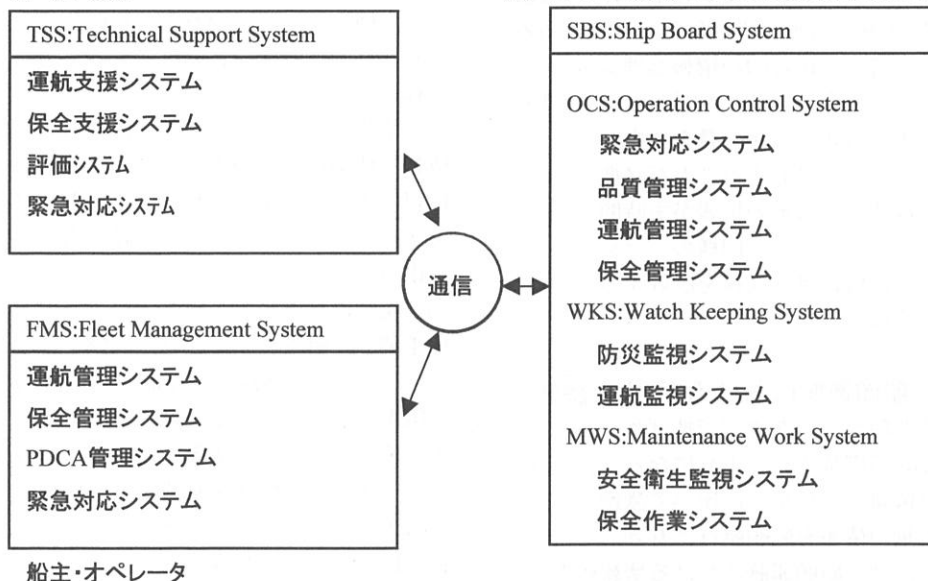 TSS:Technical Support System
運航支援システム
保全支援システム
評価システム
緊急対応システム
通信
FMS:Fleet Management System
運航管理システム
保全管理システム
PDCA管理システム
緊急対応システム
船主・オペレータ
SBS:Ship Board System
OCS:Operation Control System
緊急対応システム
品質管理システム
運航管理システム
保全管理システム
WKS:Watch Keeping System
防災監視システム
運航監視システム
MWS:Maintenance Work System
安全衛生監視システム
保全作業システム